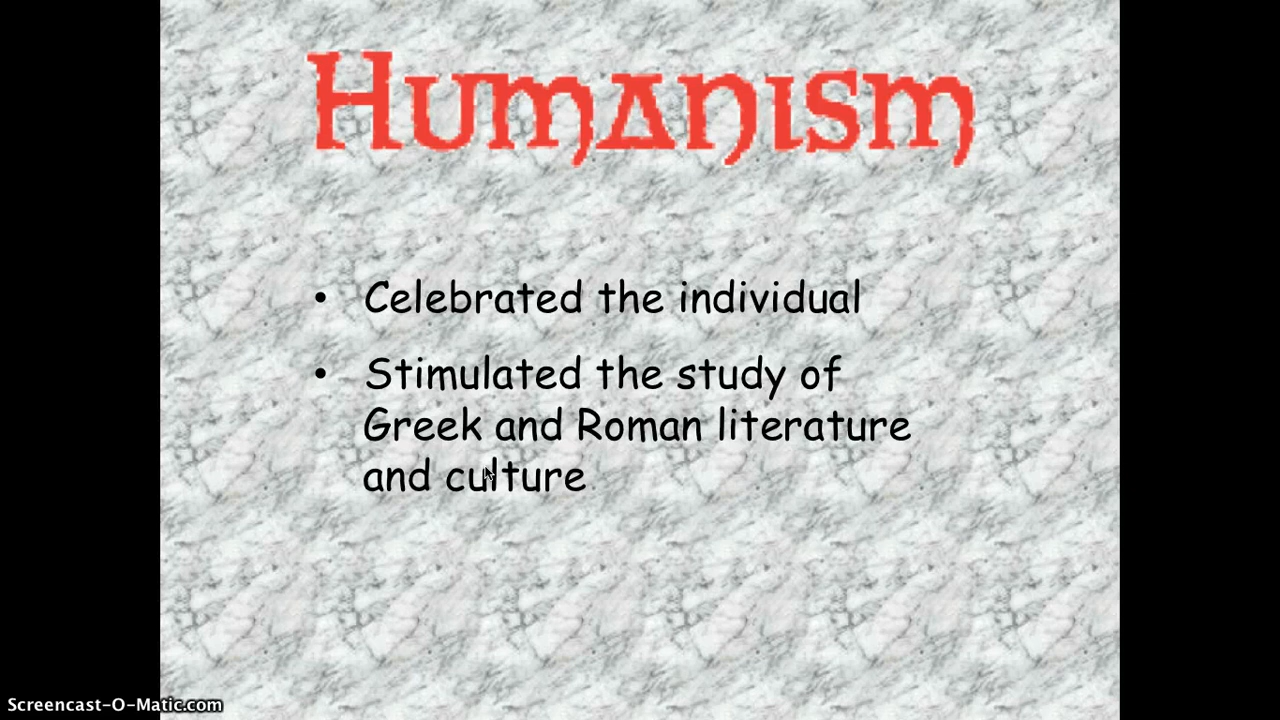 Humanism
• Celebrated the individual
• Stimulated the study of
Greek and Roman literature
and culture
Screencast-O-Matic.com